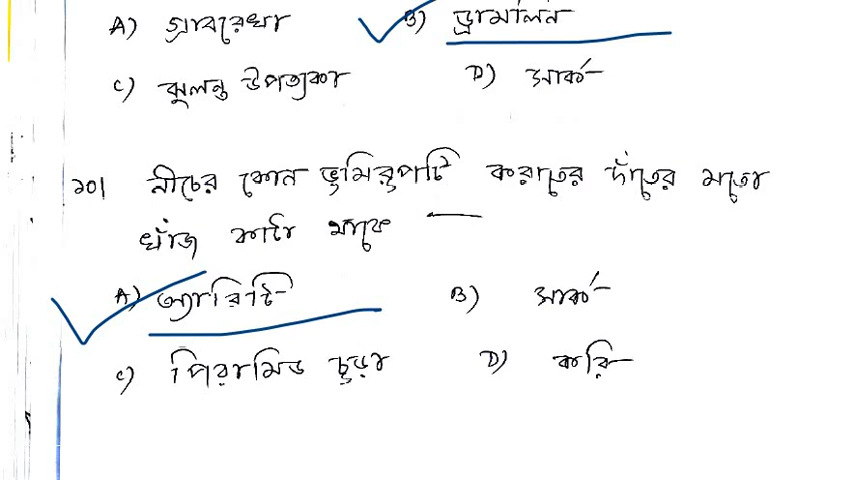 A) গ্রাবরেখা B) ড্রামলিন
C) ঝুলন্ত উপত্যকা D) সার্ক
১০। নীচের কোন ভূমিরূপটি করাতের দাঁতের মতো
খাঁজ কাটা থাকে —
A) অ্যারিটি B) সার্ক
C) পিরামিড চূড়া D) করি